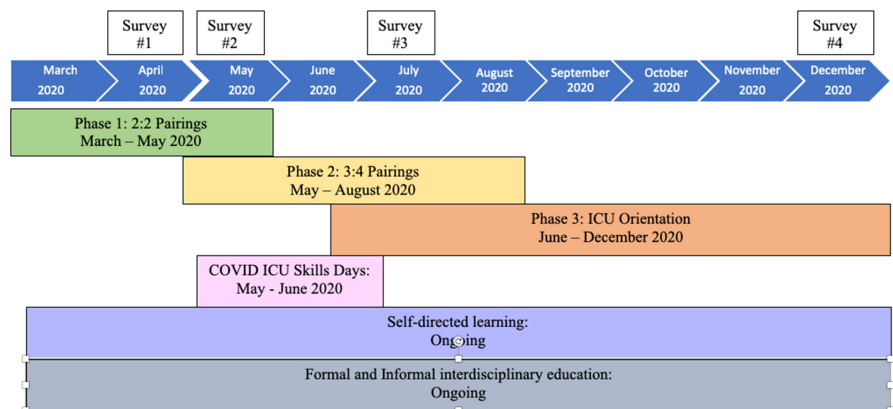 Survey
#1
Survey
#2
Survey
#3
Survey
#4
March
2020
April
2020
May
2020
June
2020
July
2020
August
2020
September
2020
October
2020
November
2020
December
2020
Phase 1: 2:2 Pairings
March – May 2020
Phase 2: 3:4 Pairings
May – August 2020
Phase 3: ICU Orientation
June – December 2020
COVID ICU Skills Days:
May - June 2020
Self-directed learning:
Ongoing
Formal and Informal interdisciplinary education:
Ongoing